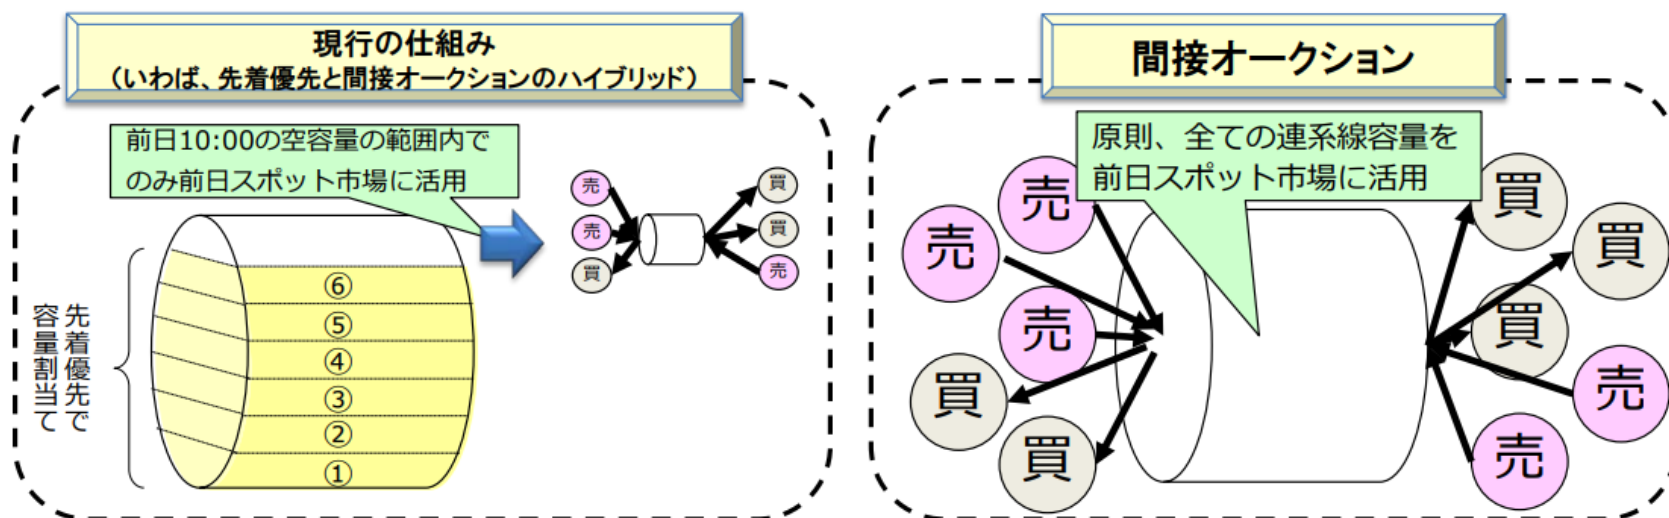 現行の仕組み
（いわば、先着優先と間接オークションのハイブリッド）
前日10:00の空容量の範囲内で
のみ前日スポット市場に活用
先着優先で
容量割当て
⑥
⑤
④
③
②
①
売
売
買
買
買
売
間接オークション
原則、全ての連系線容量を
前日スポット市場に活用
売
売
売
買
買
買
買
買
売
売